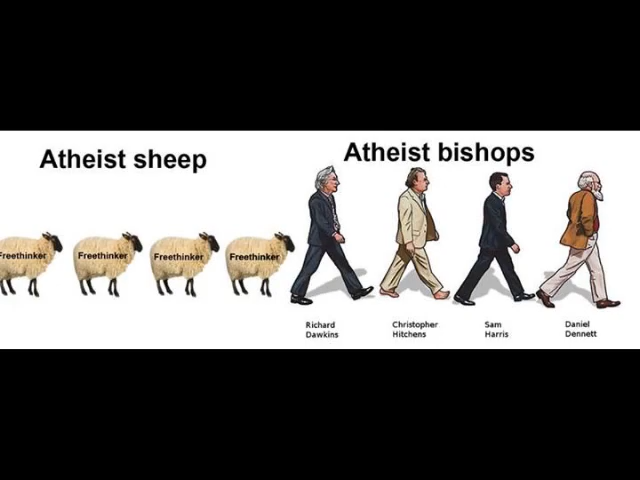 Atheist sheep
Atheist bishops
Freethinker
Freethinker
Freethinker
Freethinker
Richard
Dawkins
Christopher
Hitchens
Sam
Harris
Daniel
Dennett